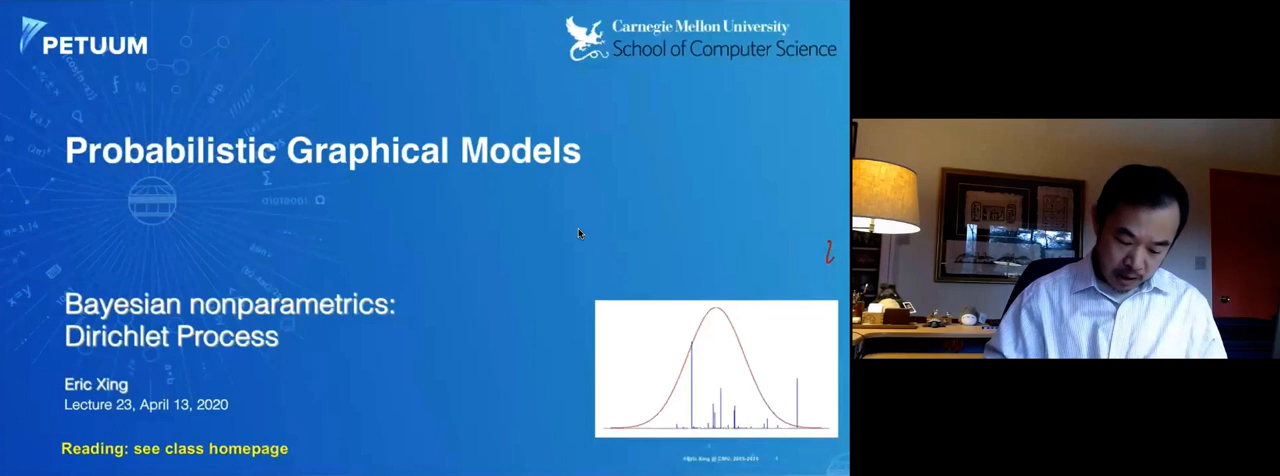 PETUUM
Carnegie Mellon University
School of Computer Science
Probabilistic Graphical Models
Bayesian nonparametrics:
Dirichlet Process
Eric Xing
Lecture 23, April 13, 2020
Reading: see class homepage